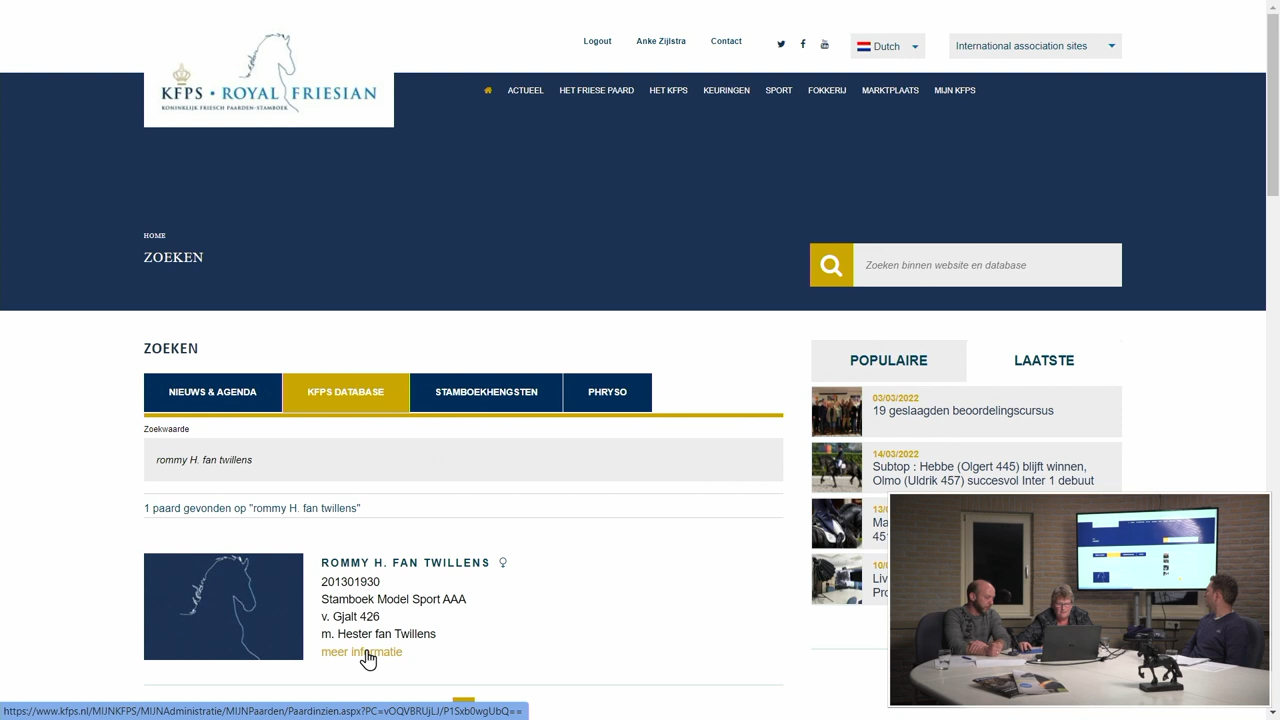 Logout
Anke Zijlstra
Contact
Dutch
International association sites
KFPS • ROYAL FRIESIAN
KONINKLIJK FRIESCH PAARDEN-STAMBOEK
ACTUEEL
HET FRIESE PAARD
HET KFPS
KEURINGEN
SPORT
FOKKERIJ
MARKTPLAATS
MIJN KFPS
HOME
ZOEKEN
Zoeken binnen website en database
ZOEKEN
NIEUWS & AGENDA
KFPS DATABASE
STAMBOEKHENGSTEN
PHRYSO
Zoekwaarde
rommy H. fan twillens
1 paard gevonden op "rommy H. fan twillens"
ROMMY H. FAN TWILLENS ♀
201301930
Stamboek Model Sport AAA
v. Gjalt 426
m. Hester fan Twillens
meer informatie
POPULAIRE
LAATSTE
03/03/2022
19 geslaagden beoordelingscursus
14/03/2022
Subtop : Hebbe (Olgert 445) blijft winnen,
Olmo (Uldrik 457) succesvol Inter 1 debuut
13/0
Ma
45
10/0
Liv
Pro
https://www.kfps.nl/MIJNKFPS/MIJNAdministratie/MIJNPaarden/Paardinzien.aspx?PC=vOQVBRUjLJ/P1Sxb0wgUbQ==